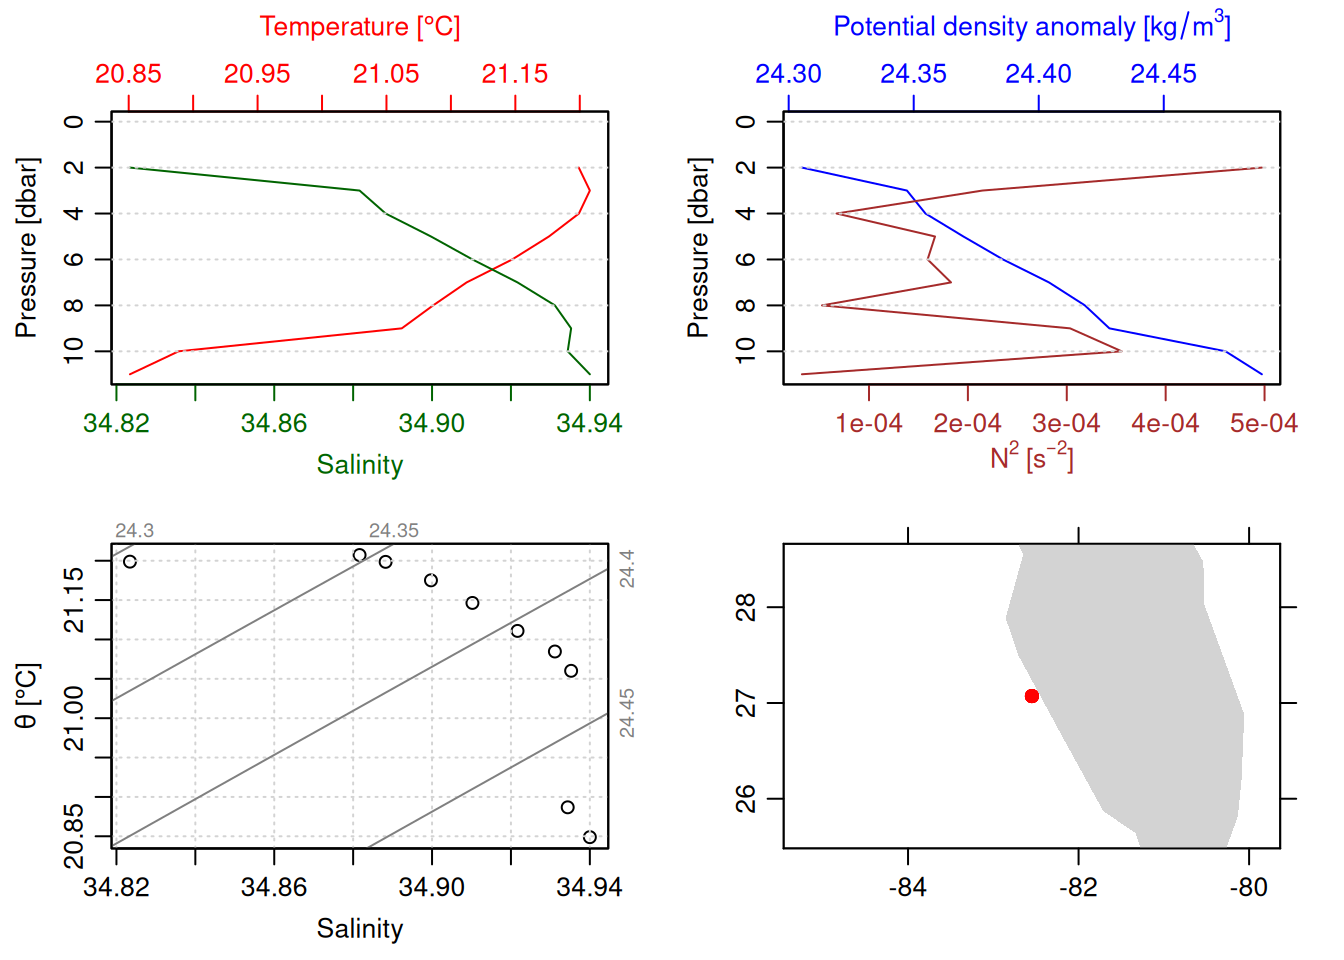 Temperature [°C]
20.85 20.95 21.05 21.15
Pressure [dbar]
0 2 4 6 8 10
34.82 34.86 34.90 34.94
Salinity
Potential density anomaly [kg/m³]
24.30 24.35 24.40 24.45
Pressure [dbar]
0 2 4 6 8 10
1e-04 2e-04 3e-04 4e-04 5e-04
N² [s⁻²]
24.3 24.35
24.4
24.45
θ [°C]
21.15 21.00 20.85
34.82 34.86 34.90 34.94
Salinity
28 27 26
-84 -82 -80